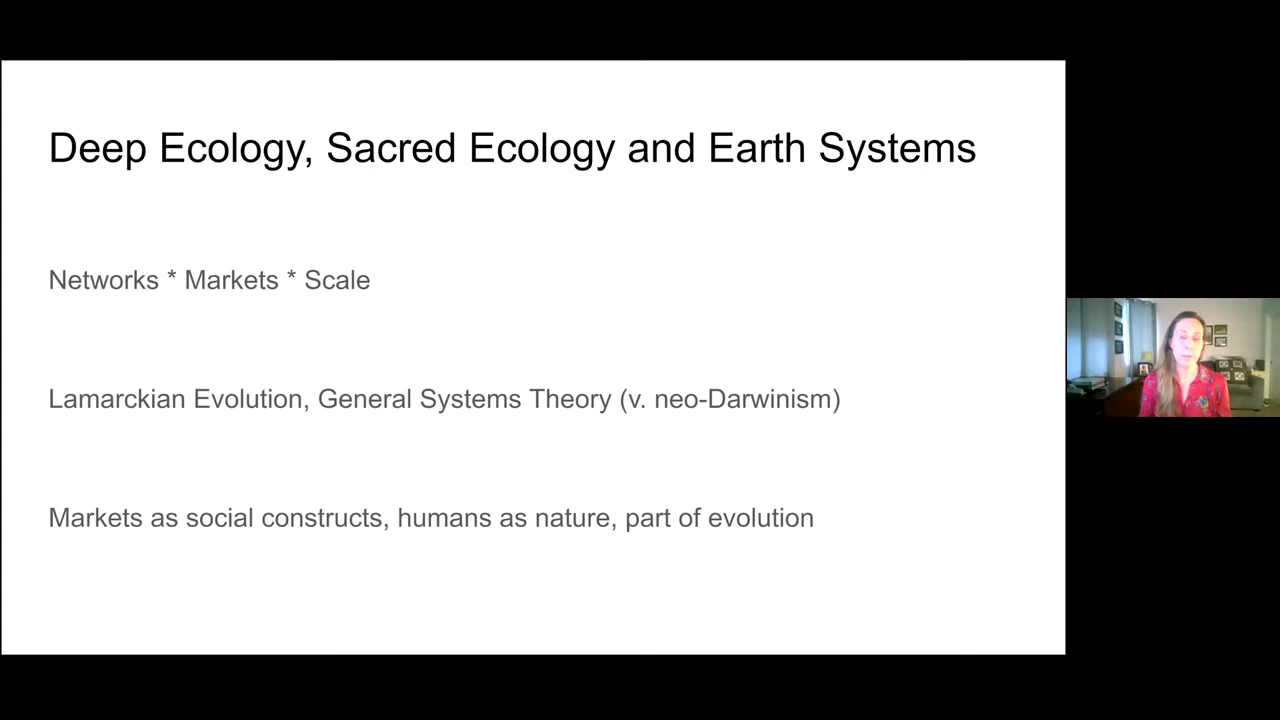 Deep Ecology, Sacred Ecology and Earth Systems
Networks * Markets * Scale
Lamarckian Evolution, General Systems Theory (v. neo-Darwinism)
Markets as social constructs, humans as nature, part of evolution